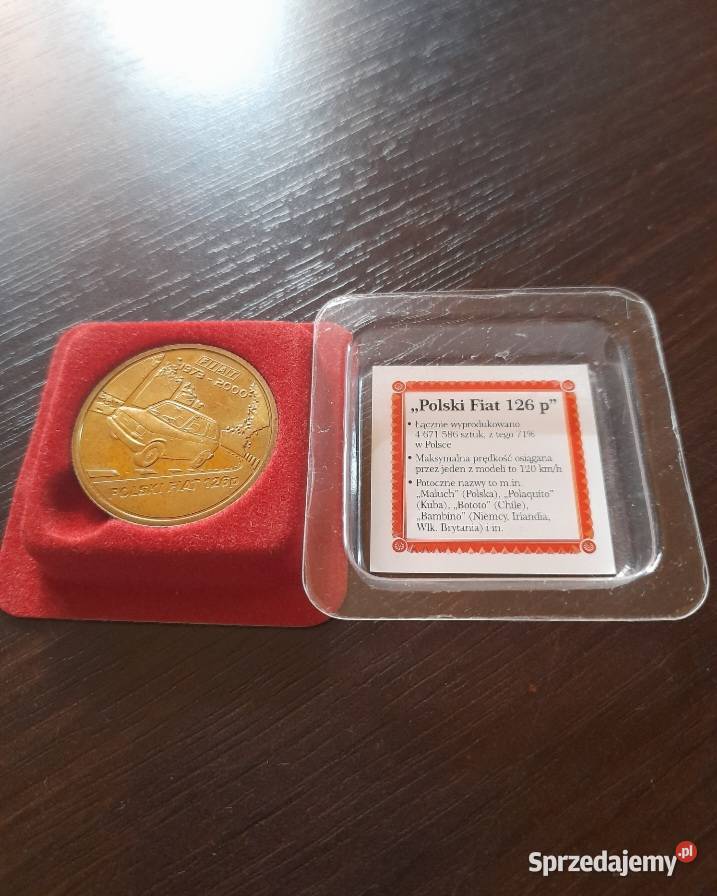 FIAT
1973 - 2000
POLSKI FIAT 126p
„Polski Fiat 126 p”
• Łącznie wyprodukowano
4 671 586 sztuk, z tego 71%
w Polsce
• Maksymalna prędkość osiągana
przez jeden z modeli to 120 km/h
• Potoczne nazwy to m.in.
„Maluch” (Polska), „Polaquito”
(Kuba), „Bototo” (Chile),
„Bambino” (Niemcy, Irlandia,
Wlk. Brytania) i in.
Sprzedajemy.pl